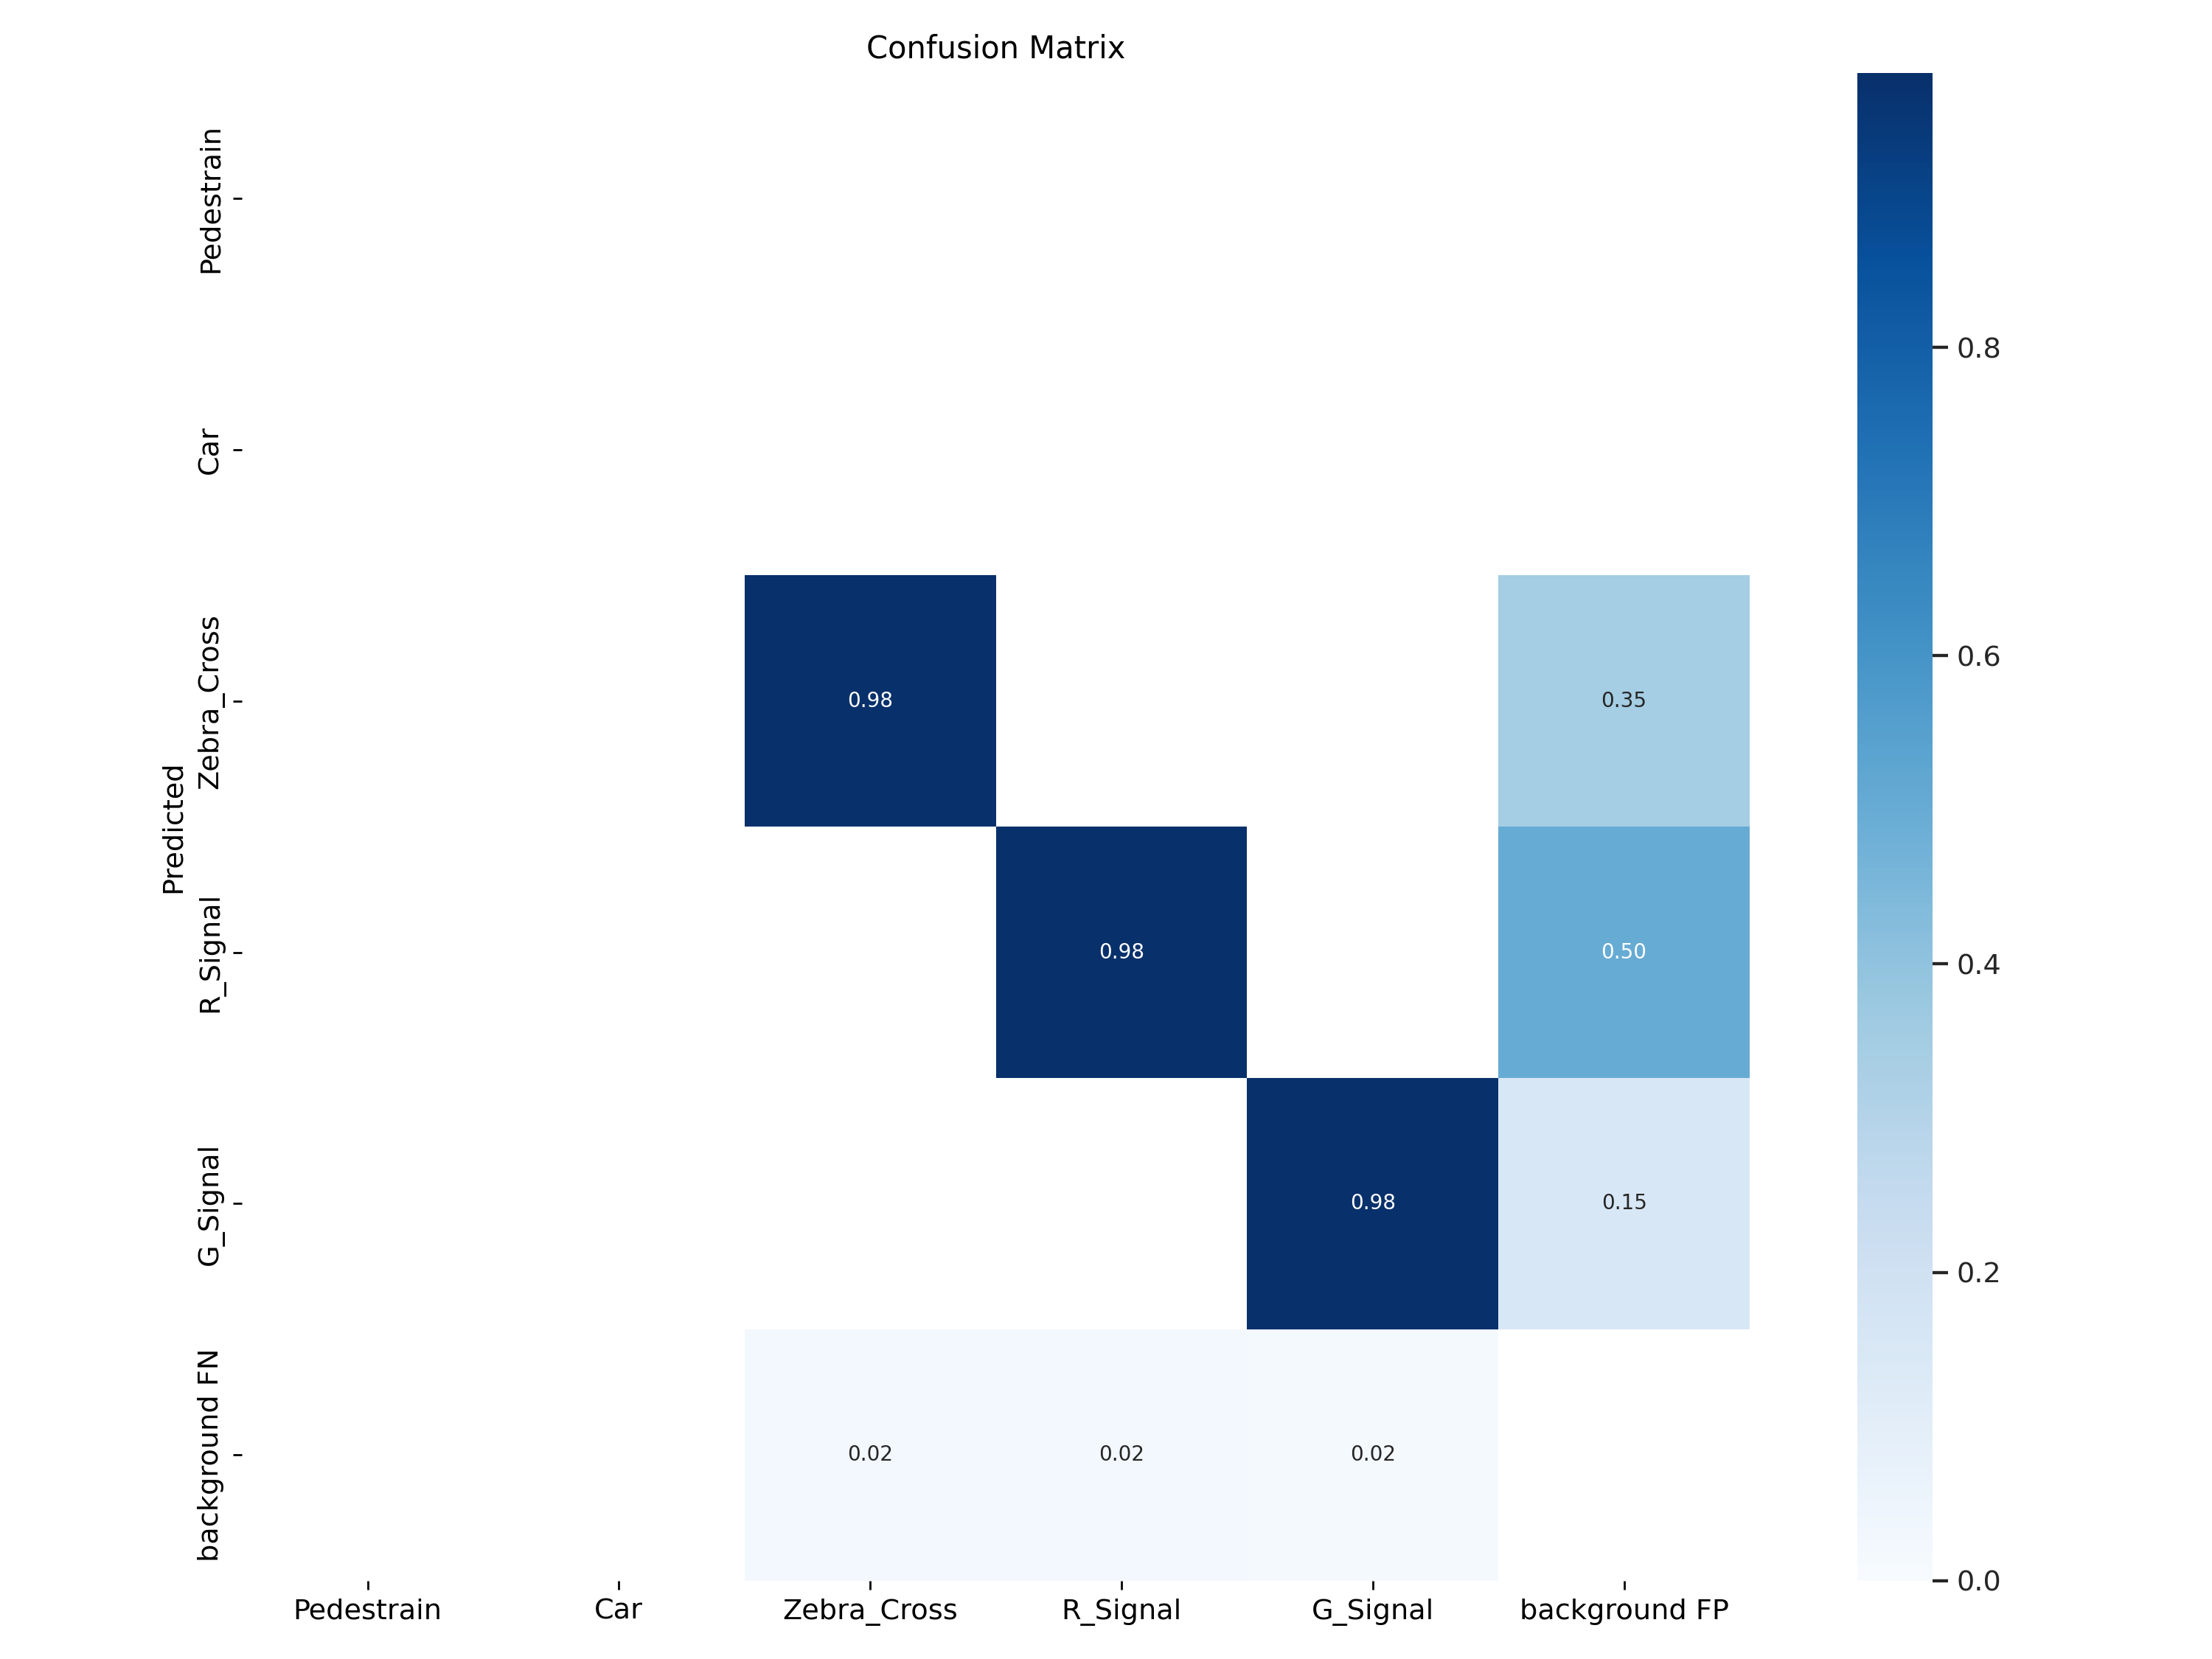 Confusion Matrix
Predicted
Pedestrain
Car
Zebra_Cross
R_Signal
G_Signal
background FN
0.98
0.35
0.98
0.50
0.98
0.15
0.02
0.02
0.02
Pedestrain
Car
Zebra_Cross
R_Signal
G_Signal
background FP
0.8
0.6
0.4
0.2
0.0